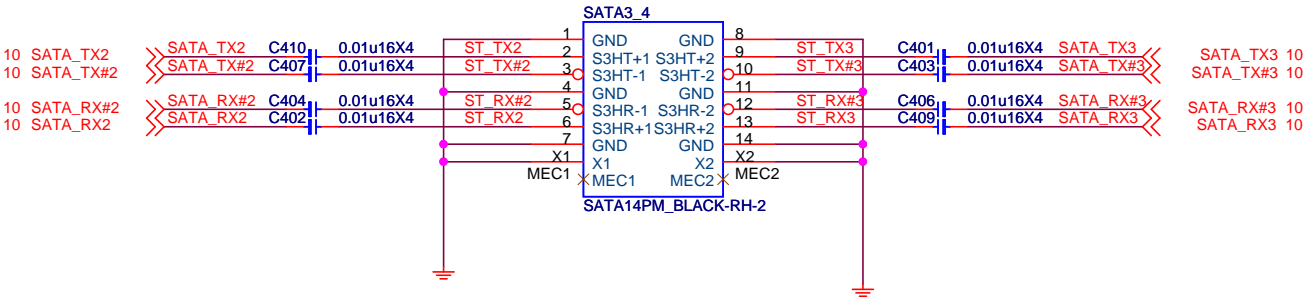 SATA3_4
1 GND GND 8
10 SATA_TX2 SATA_TX2 C410 0.01u16X4 ST_TX2 2 S3HT+1 S3HT+2 9 ST_TX3 C401 0.01u16X4 SATA_TX3 SATA_TX3 10
10 SATA_TX#2 SATA_TX#2 C407 0.01u16X4 ST_TX#2 3 S3HT-1 S3HT-2 10 ST_TX#3 C403 0.01u16X4 SATA_TX#3 SATA_TX#3 10
4 GND GND 11
10 SATA_RX#2 SATA_RX#2 C404 0.01u16X4 ST_RX#2 5 S3HR-1 S3HR-2 12 ST_RX#3 C406 0.01u16X4 SATA_RX#3 SATA_RX#3 10
10 SATA_RX2 SATA_RX2 C402 0.01u16X4 ST_RX2 6 S3HR+1 S3HR+2 13 ST_RX3 C409 0.01u16X4 SATA_RX3 SATA_RX3 10
7 GND GND 14
X1 X1 X2 X2
MEC1 MEC1 MEC2 MEC2
SATA14PM_BLACK-RH-2